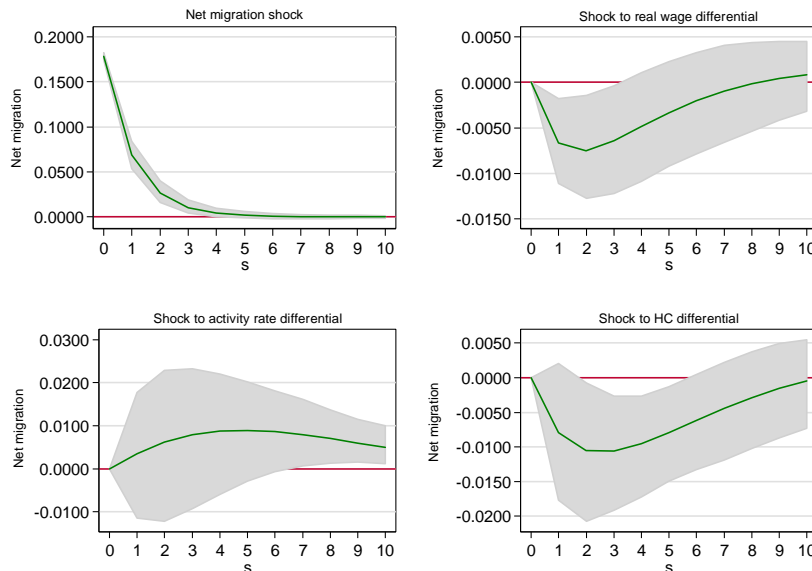 Net migration shock
0.2000
0.1500
0.1000
0.0500
0.0000
Net migration
0 1 2 3 4 5 6 7 8 9 10
s
Shock to real wage differential
0.0050
0.0000
-0.0050
-0.0100
-0.0150
Net migration
0 1 2 3 4 5 6 7 8 9 10
s
Shock to activity rate differential
0.0300
0.0200
0.0100
0.0000
-0.0100
Net migration
0 1 2 3 4 5 6 7 8 9 10
s
Shock to HC differential
0.0050
0.0000
-0.0050
-0.0100
-0.0150
-0.0200
Net migration
0 1 2 3 4 5 6 7 8 9 10
s